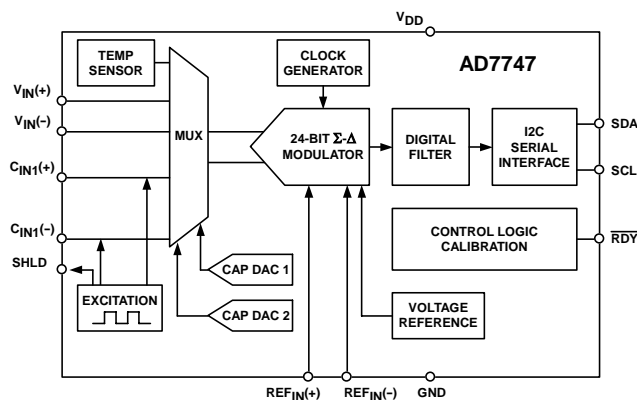 VDD
TEMP
SENSOR
CLOCK
GENERATOR
AD7747
VIN(+)
VIN(–)
MUX
24-BIT Σ-Δ
MODULATOR
DIGITAL
FILTER
I2C
SERIAL
INTERFACE
SDA
SCL
CIN1(+)
CIN1(–)
SHLD
EXCITATION
CAP DAC 1
CAP DAC 2
CONTROL LOGIC
CALIBRATION
RDY
VOLTAGE
REFERENCE
REFIN(+)
REFIN(–)
GND